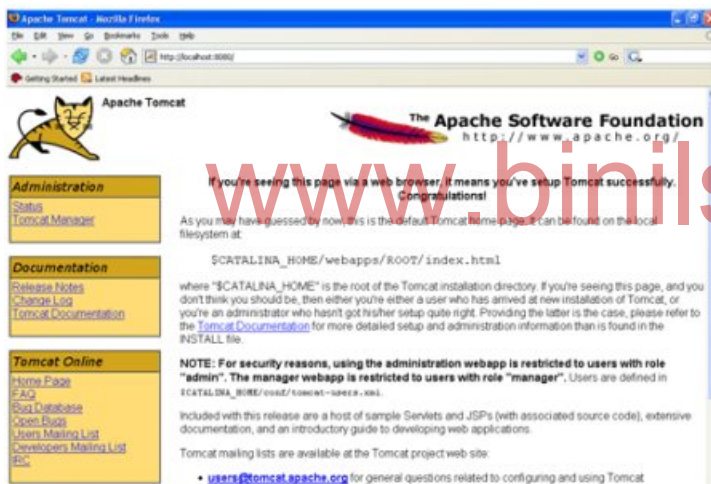 Apache Tomcat - Mozilla Firefox
File Edit View Go Bookmarks Tools Help
http://localhost:8080/
Go
Getting Started Latest Headlines
Apache Tomcat
The Apache Software Foundation
http://www.apache.org/
www.binils
Administration
Status
Tomcat Manager
Documentation
Release Notes
Change Log
Tomcat Documentation
Tomcat Online
Home Page
FAQ
Bug Database
Open Bugs
Users Mailing List
Developers Mailing List
IRC
If you're seeing this page via a web browser, it means you've setup Tomcat successfully.
Congratulations!
As you may have guessed by now, this is the default Tomcat home page. It can be found on the local
filesystem at:
$CATALINA_HOME/webapps/ROOT/index.html
where "$CATALINA_HOME" is the root of the Tomcat installation directory. If you're seeing this page, and you
don't think you should be, then either you're either a user who has arrived at new installation of Tomcat, or
you're an administrator who hasn't got his/her setup quite right. Providing the latter is the case, please refer to
the Tomcat Documentation for more detailed setup and administration information than is found in the
INSTALL file.
NOTE: For security reasons, using the administration webapp is restricted to users with role
"admin". The manager webapp is restricted to users with role "manager". Users are defined in
$CATALINA_HOME/conf/tomcat-users.xml.
Included with this release are a host of sample Servlets and JSPs (with associated source code), extensive
documentation, and an introductory guide to developing web applications.
Tomcat mailing lists are available at the Tomcat project web site:
• users@tomcat.apache.org for general questions related to configuring and using Tomcat